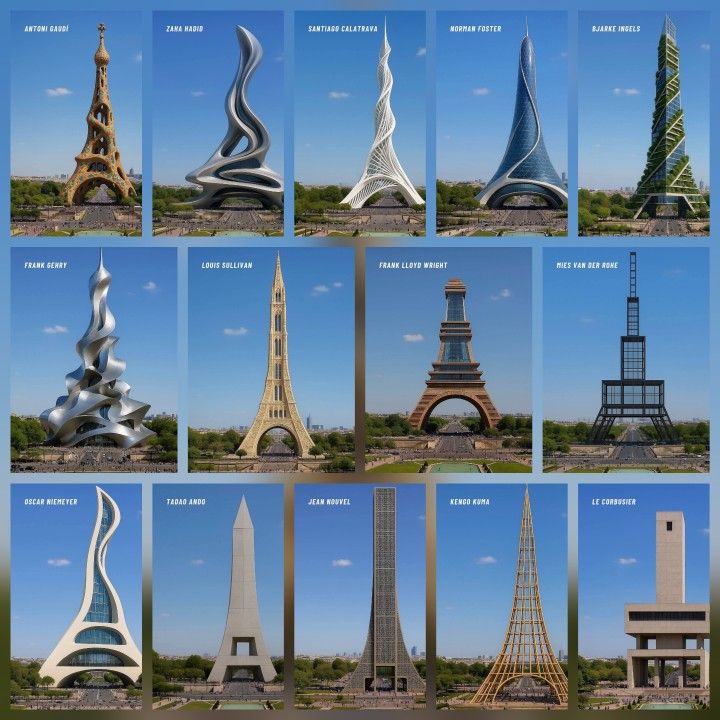 ANTONI GAUDÍ
ZAHA HADID
SANTIAGO CALATRAVA
NORMAN FOSTER
BJARKE INGELS
FRANK GEHRY
LOUIS SULLIVAN
FRANK LLOYD WRIGHT
MIES VAN DER ROHE
OSCAR NIEMEYER
TADAO ANDO
JEAN NOUVEL
KENGO KUMA
LE CORBUSIER